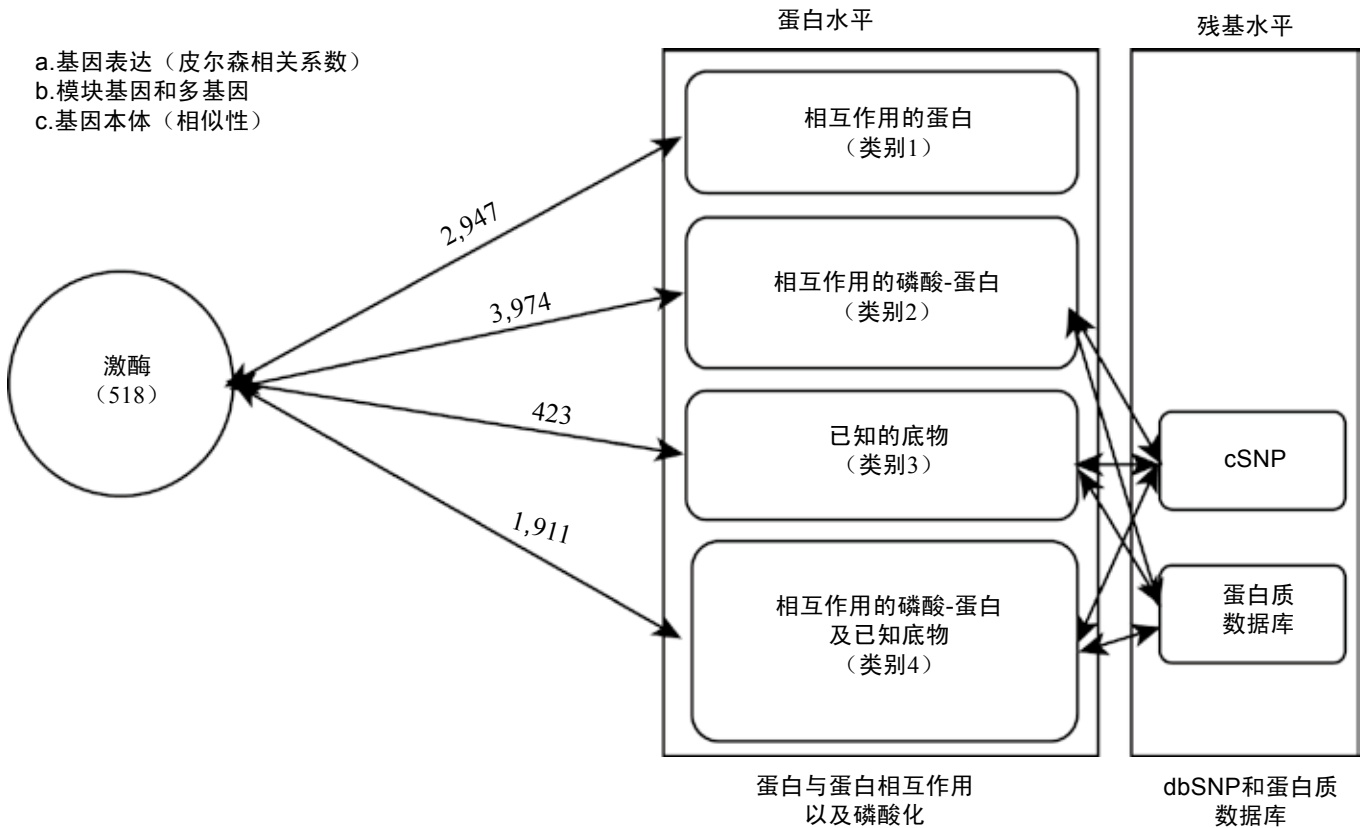 a.基因表达（皮尔森相关系数）
b.模块基因和多基因
c.基因本体（相似性）
蛋白水平
残基水平
激酶
（518）
2,947
3,974
423
1,911
相互作用的蛋白
（类别1）
相互作用的磷酸-蛋白
（类别2）
已知的底物
（类别3）
相互作用的磷酸-蛋白
及已知底物
（类别4）
cSNP
蛋白质
数据库
蛋白与蛋白相互作用
以及磷酸化
dbSNP和蛋白质
数据库